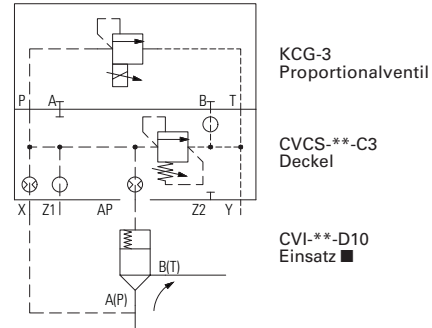 KCG-3
Proportionalventil
P A B T
CVCS-**-C3
Deckel
X Z1 AP Z2 Y
CVI-**-D10
Einsatz ■
B(T)
A(P)